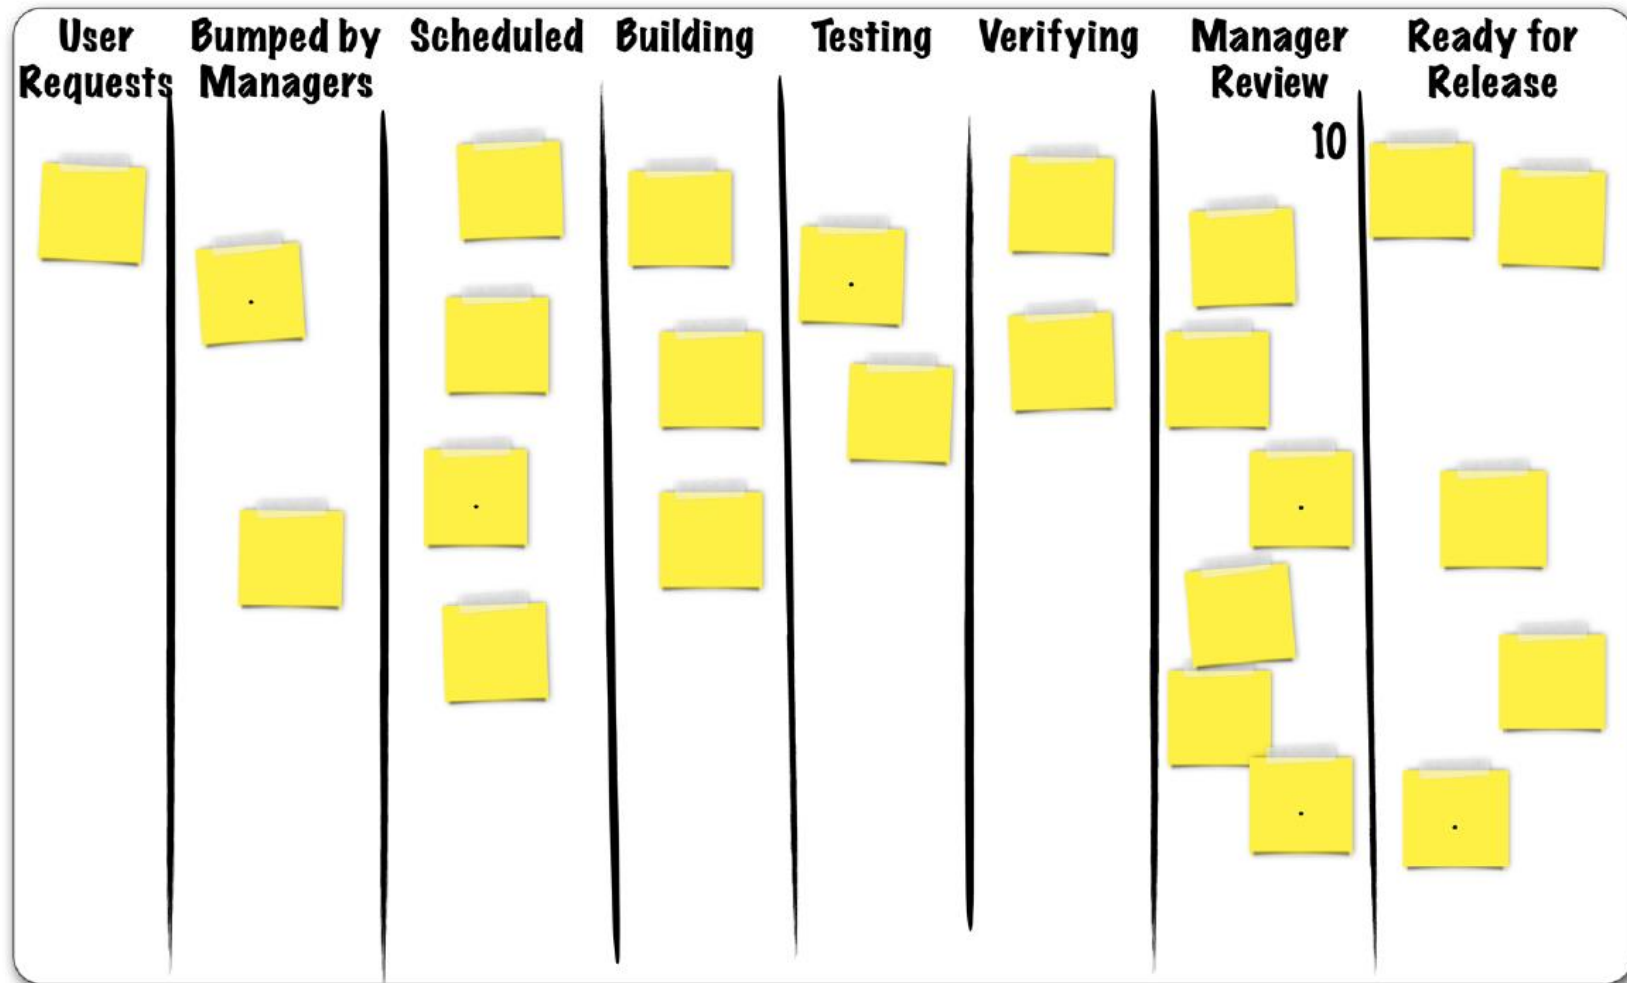 User
Requests
Bumped by
Managers
Scheduled
Building
Testing
Verifying
Manager
Review
Ready for
Release
10